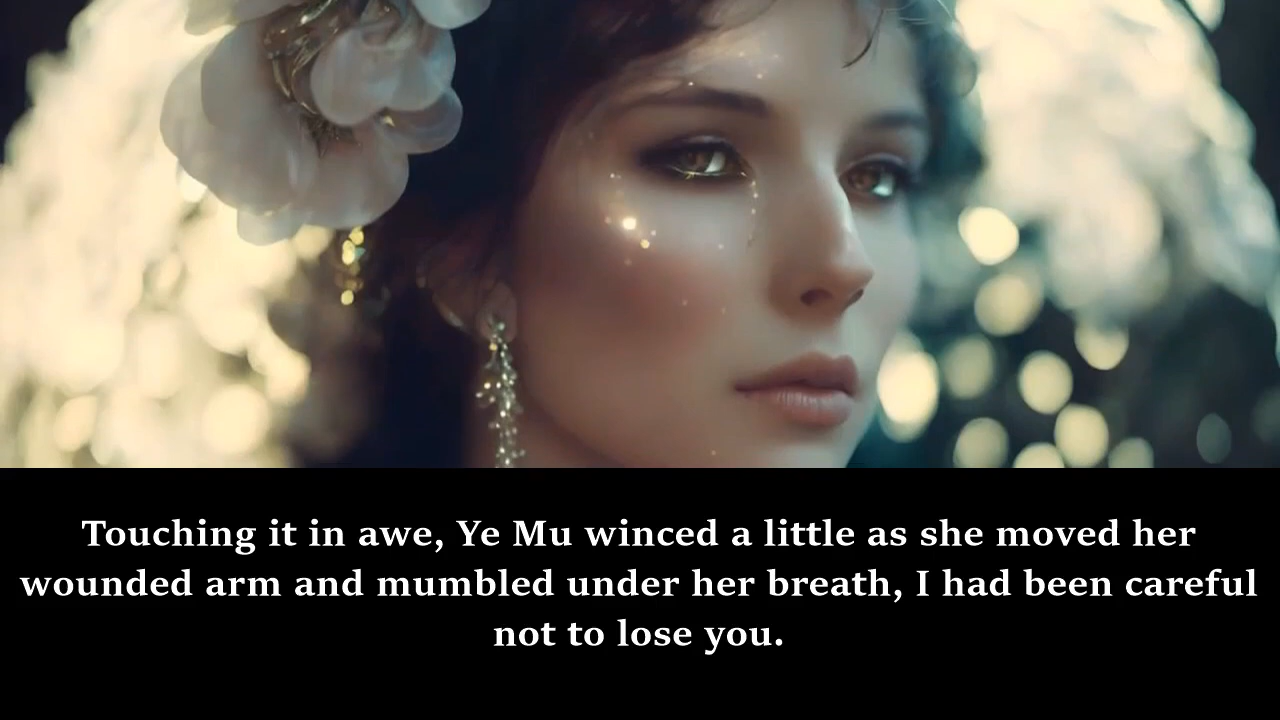 Touching it in awe, Ye Mu winced a little as she moved her
wounded arm and mumbled under her breath, I had been careful
not to lose you.